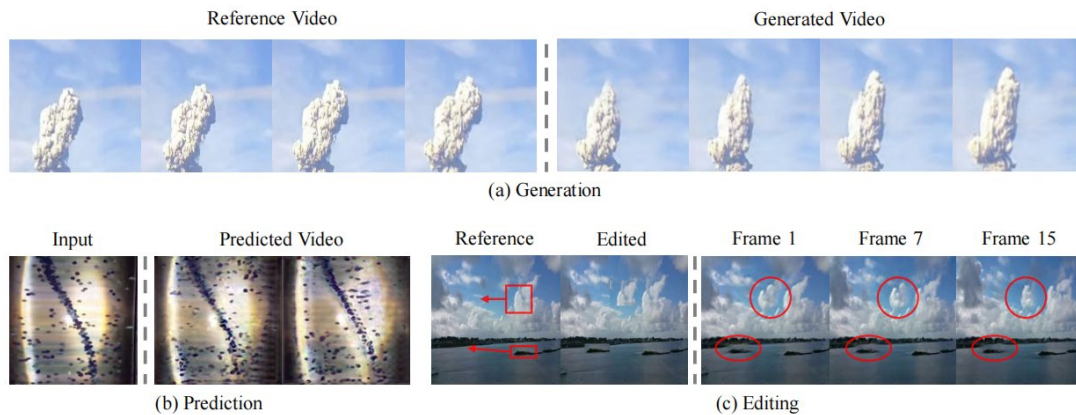 Reference Video
Generated Video
(a) Generation
Input
Predicted Video
(b) Prediction
Reference
Edited
Frame 1
Frame 7
Frame 15
(c) Editing